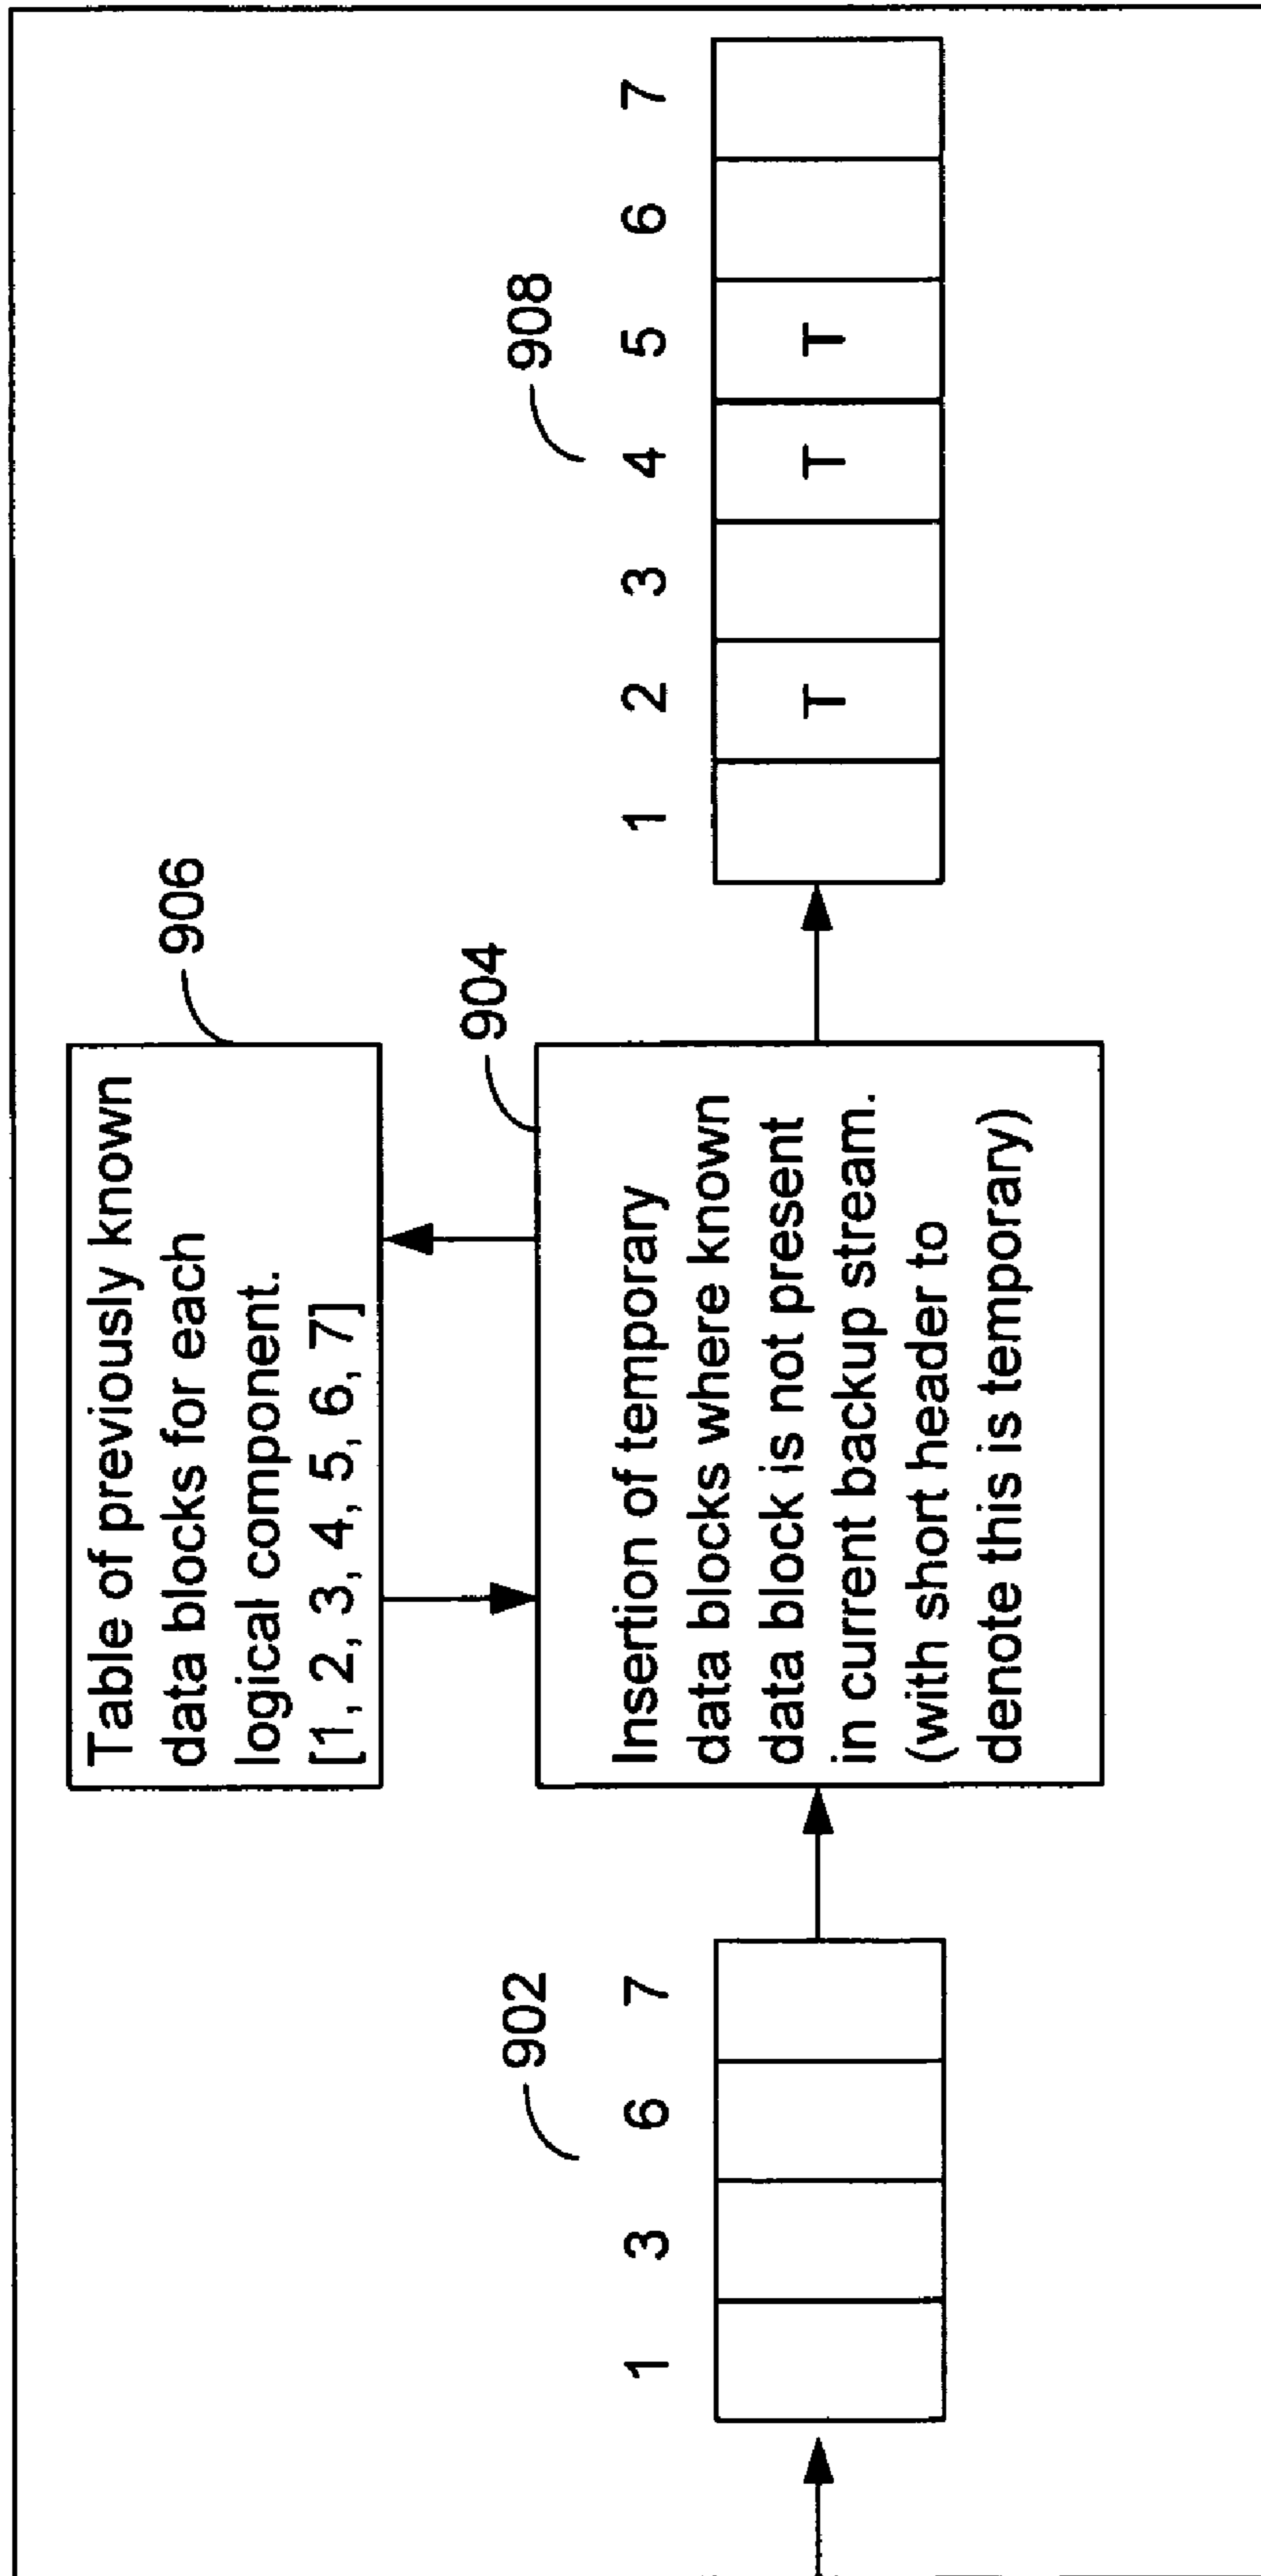 902
1 3 6 7
Table of previously known
data blocks for each
logical component.
[1, 2, 3, 4, 5, 6, 7]
906
904
Insertion of temporary
data blocks where known
data block is not present
in current backup stream.
(with short header to
denote this is temporary)
908
1 2 3 4 5 6 7
T T T